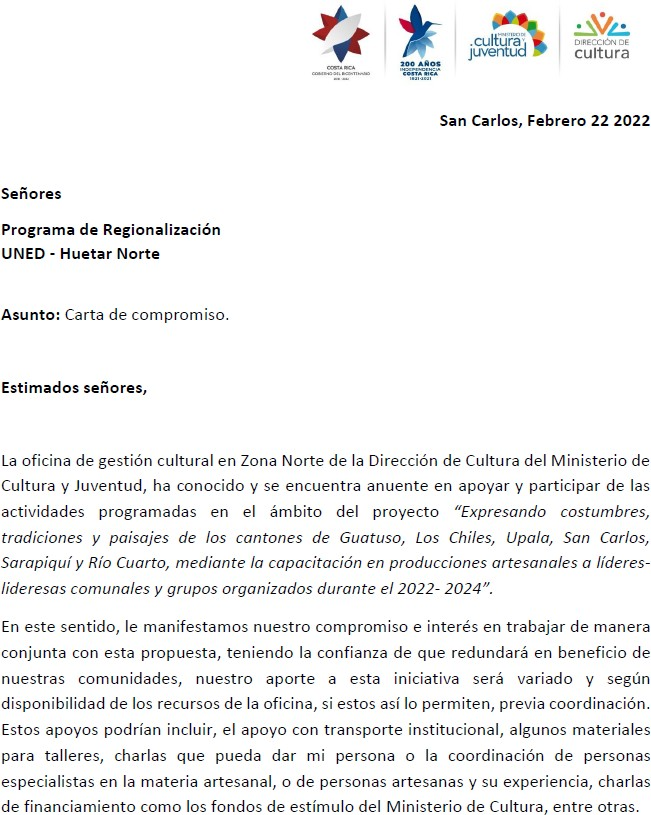 COSTA RICA
GOBIERNO DEL BICENTENARIO
200 AÑOS
INDEPENDENCIA
COSTA RICA
1821-2021
MINISTERIO DE
cultura y
juventud
DIRECCIÓN DE
cultura
San Carlos, Febrero 22 2022
Señores
Programa de Regionalización
UNED - Huetar Norte
Asunto: Carta de compromiso.
Estimados señores,
La oficina de gestión cultural en Zona Norte de la Dirección de Cultura del Ministerio de
Cultura y Juventud, ha conocido y se encuentra anuente en apoyar y participar de las
actividades programadas en el ámbito del proyecto “Expresando costumbres,
tradiciones y paisajes de los cantones de Guatuso, Los Chiles, Upala, San Carlos,
Sarapiquí y Río Cuarto, mediante la capacitación en producciones artesanales a líderes-
lideresas comunales y grupos organizados durante el 2022- 2024”.
En este sentido, le manifestamos nuestro compromiso e interés en trabajar de manera
conjunta con esta propuesta, teniendo la confianza de que redundará en beneficio de
nuestras comunidades, nuestro aporte a esta iniciativa será variado y según
disponibilidad de los recursos de la oficina, si estos así lo permiten, previa coordinación.
Estos apoyos podrían incluir, el apoyo con transporte institucional, algunos materiales
para talleres, charlas que pueda dar mi persona o la coordinación de personas
especialistas en la materia artesanal, o de personas artesanas y su experiencia, charlas
de financiamiento como los fondos de estímulo del Ministerio de Cultura, entre otras.